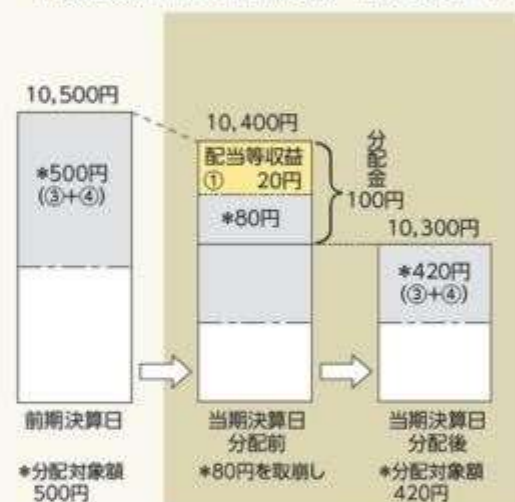 10,500円
*500円
(③+④)
前期決算日
*分配対象額
500円
10,400円
配当等収益
① 20円
*80円
分配金
100円
当期決算日
分配前
*80円を取崩し
10,300円
*420円
(③+④)
当期決算日
分配後
*分配対象額
420円